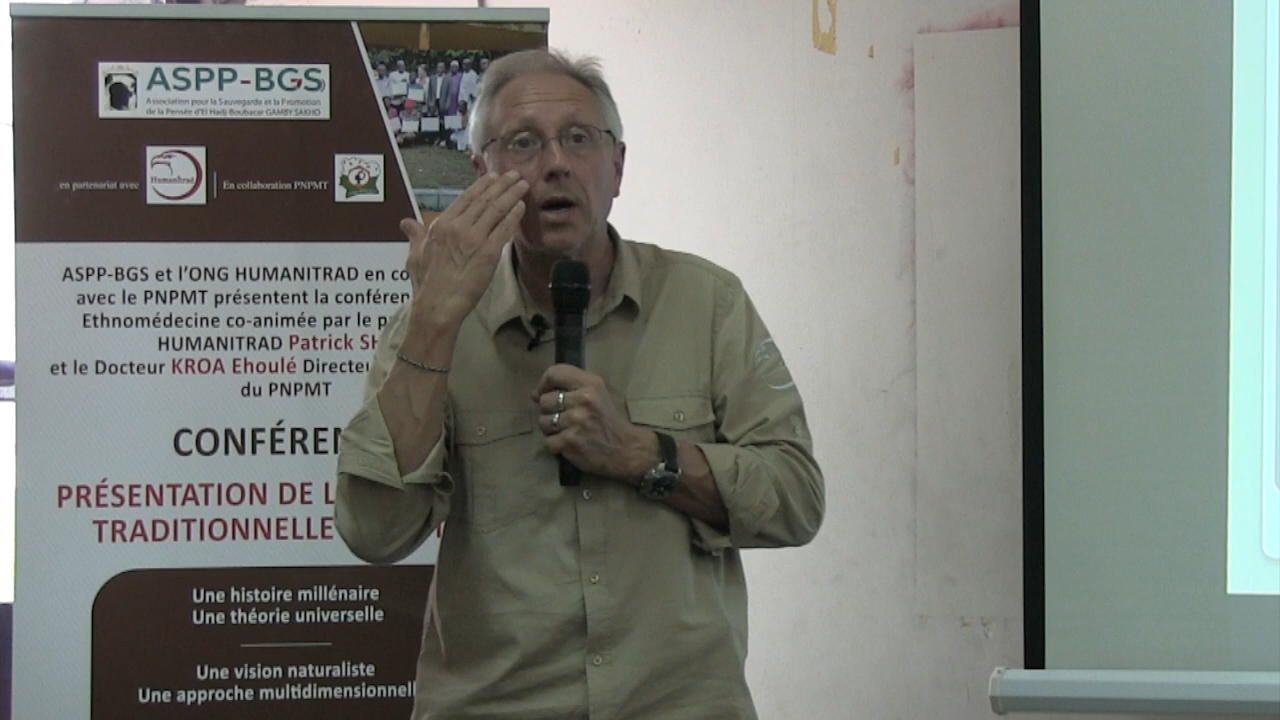 ASPP-BGS
Association pour la Sauvegarde et la Promotion
de la Pensée d'El Hadj Boubacar GAMBY SAKHO
en partenariat avec
Humanitrad
En collaboration PNPMT
ASPP-BGS et l'ONG HUMANITRAD en co
avec le PNPMT présentent la conféren
Ethnomédecine co-animée par le p
HUMANITRAD Patrick SH
et le Docteur KROA Ehoulé Directeu
du PNPMT
CONFÉREN
PRÉSENTATION DE L
TRADITIONNELLE
Une histoire millénaire
Une théorie universelle
Une vision naturaliste
Une approche multidimensionnell